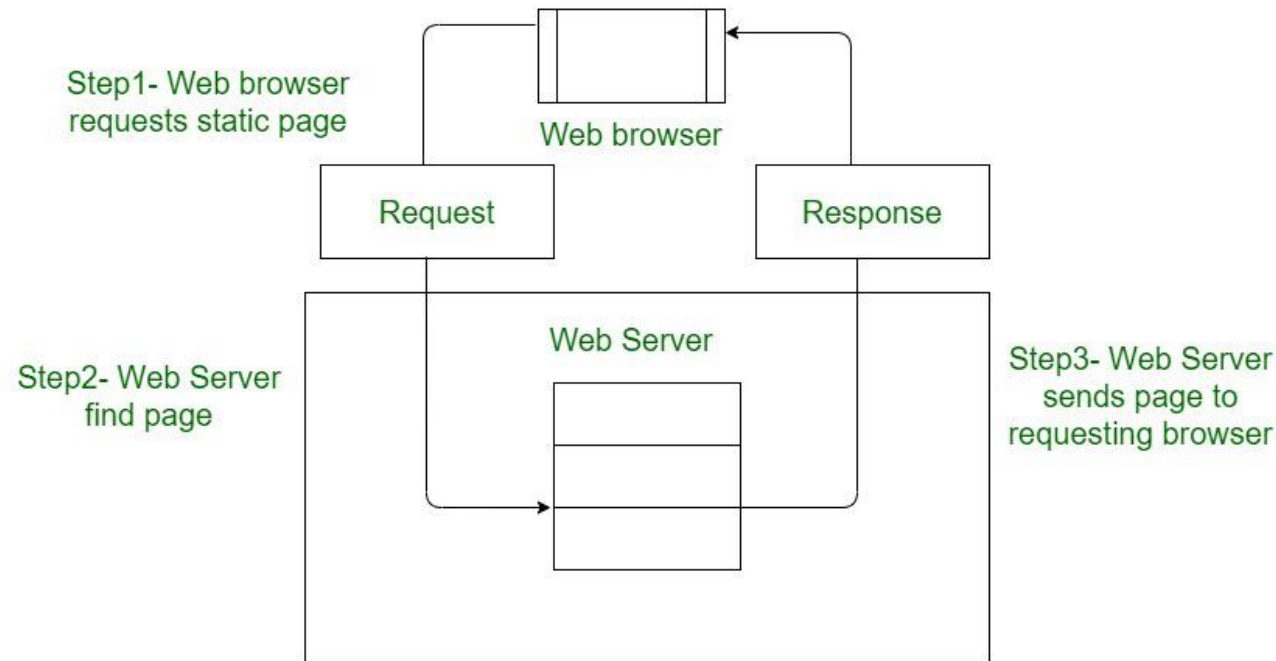 Step1- Web browser
requests static page
Web browser
Request
Response
Web Server
Step2- Web Server
find page
Step3- Web Server
sends page to
requesting browser